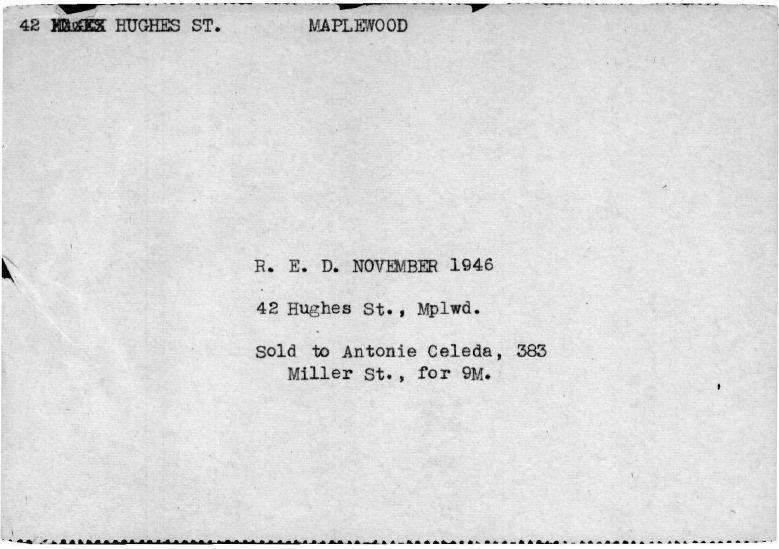 42 HUGHES ST. MAPLEWOOD
R. E. D. NOVEMBER 1946
42 Hughes St., Mplwd.
Sold to Antonie Celeda, 383
Miller St., for 9M.